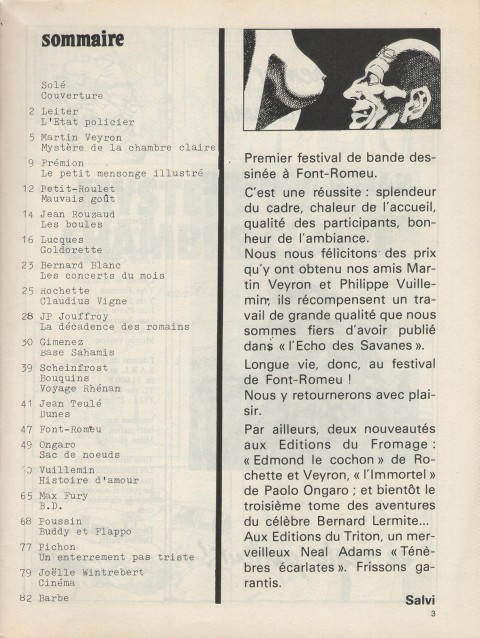 sommaire
Solé
Couverture
2 Leiter
L'Etat policier
5 Martin Veyron
Mystère de la chambre claire
9 Frémion
Le petit mensonge illustré
12 Petit-Roulet
Mauvais goût
14 Jean Rouzaud
Les boules
16 Lucques
Goldorette
23 Bernard Blanc
Les concerts du mois
25 Rochette
Claudius Vigne
28 JP Jouffroy
La décadence des romains
30 Gimenez
Base Sahamis
39 Scheinfrost
Bouquins
Voyage Rhénan
41 Jean Teulé
Dunes
47 Font-Romeu
49 Ongaro
Sac de noeuds
Vuillemin
Histoire d'amour
65 Max Fury
B.D.
68 Poussin
Buddy et Flappo
77 Pichon
Un enterrement pas triste
79 Joëlle Wintrebert
Cinéma
82 Barbe
Premier festival de bande des-
sinée à Font-Romeu.
C'est une réussite : splendeur
du cadre, chaleur de l'accueil,
qualité des participants, bon-
heur de l'ambiance.
Nous nous félicitons des prix
qu'y ont obtenu nos amis Mar-
tin Veyron et Philippe Vuille-
min; ils récompensent un tra-
vail de grande qualité que nous
sommes fiers d'avoir publié
dans « l'Echo des Savanes ».
Longue vie, donc, au festival
de Font-Romeu !
Nous y retournerons avec plai-
sir.
Par ailleurs, deux nouveautés
aux Editions du Fromage :
« Edmond le cochon » de Ro-
chette et Veyron, « l'Immortel »
de Paolo Ongaro ; et bientôt le
troisième tome des aventures
du célèbre Bernard Lermite...
Aux Editions du Triton, un mer-
veilleux Neal Adams « Ténè-
bres écarlates ». Frissons ga-
rantis.
Salvi
3